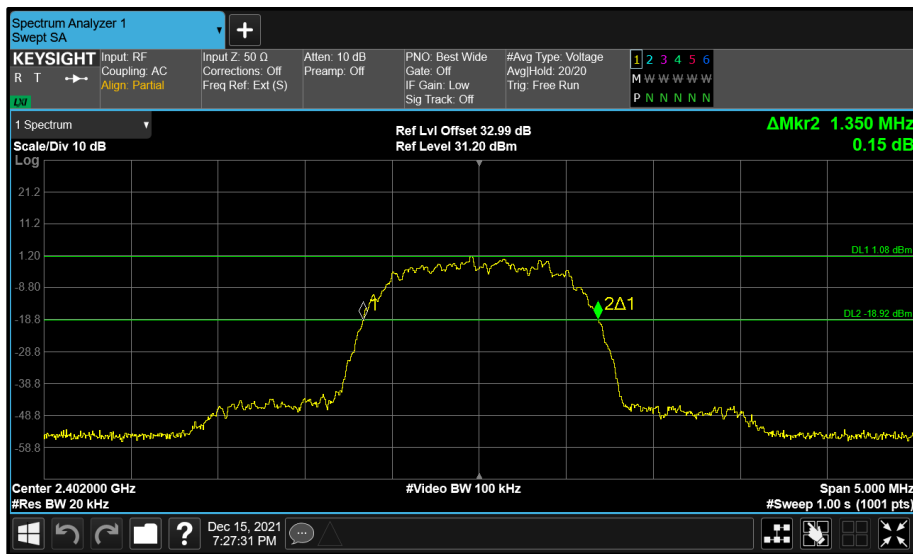 Spectrum Analyzer 1
Swept SA
+
KEYSIGHT
R T
LXI
Input: RF
Coupling: AC
Align: Partial
Input Z: 50 Ω
Corrections: Off
Freq Ref: Ext (S)
Atten: 10 dB
Preamp: Off
PNO: Best Wide
Gate: Off
IF Gain: Low
Sig Track: Off
#Avg Type: Voltage
Avg|Hold: 20/20
Trig: Free Run
1 2 3 4 5 6
M W W W W W
P N N N N N
1 Spectrum
Scale/Div 10 dB
Log
Ref Lvl Offset 32.99 dB
Ref Level 31.20 dBm
ΔMkr2 1.350 MHz
0.15 dB
21.2
11.2
1.20
DL1 1.08 dBm
-8.80
1
2Δ1
-18.8
DL2 -18.92 dBm
-28.8
-38.8
-48.8
-58.8
Center 2.402000 GHz
#Video BW 100 kHz
Span 5.000 MHz
#Res BW 20 kHz
#Sweep 1.00 s (1001 pts)
?
Dec 15, 2021
7:27:31 PM